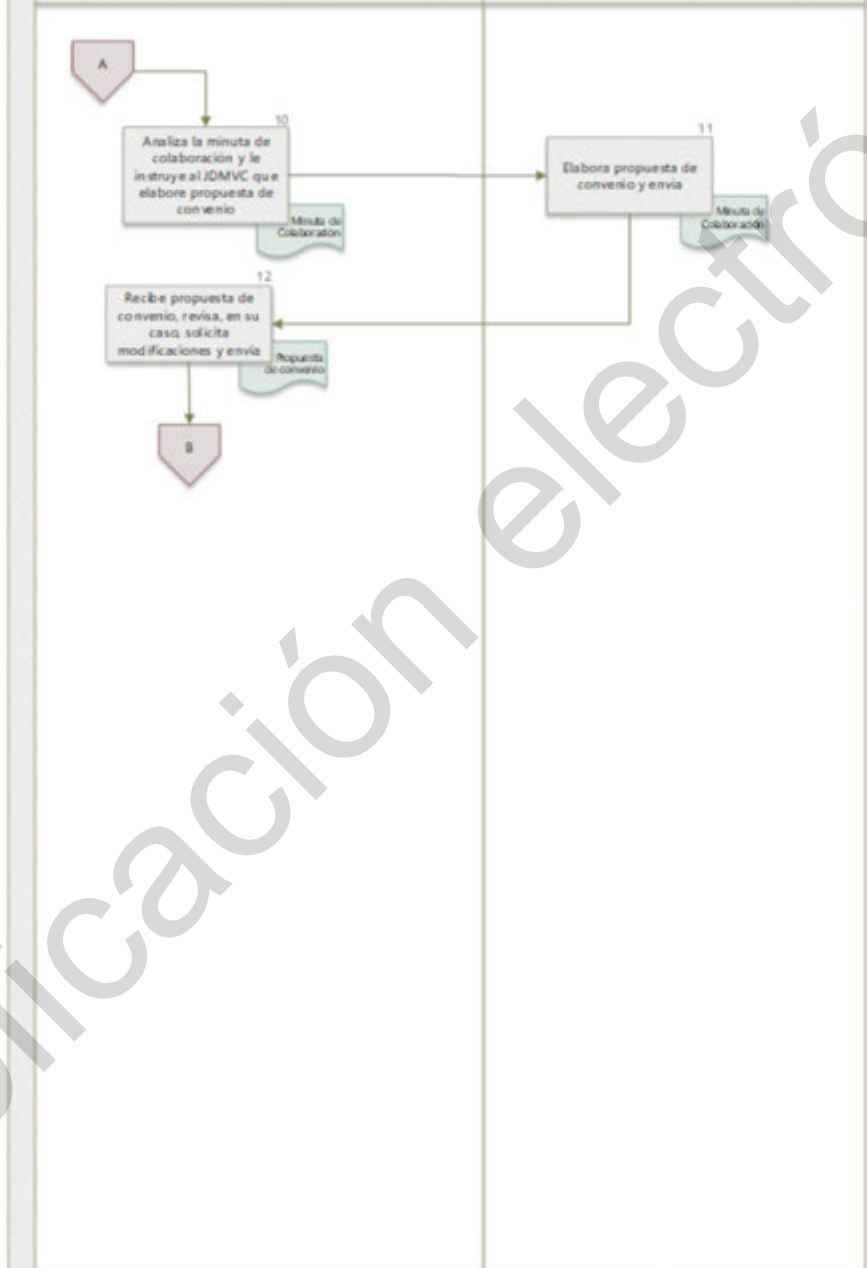 A
10
Analiza la minuta de
colaboración y le
instruye al JDMVC que
elabore propuesta de
convenio
Minuta de
Colaboración
11
Elabora propuesta de
convenio y envía
Minuta de
Colaboración
12
Recibe propuesta de
convenio, revisa, en su
caso, solicita
modificaciones y envía
Propuesta
de convenio
B
licación electró